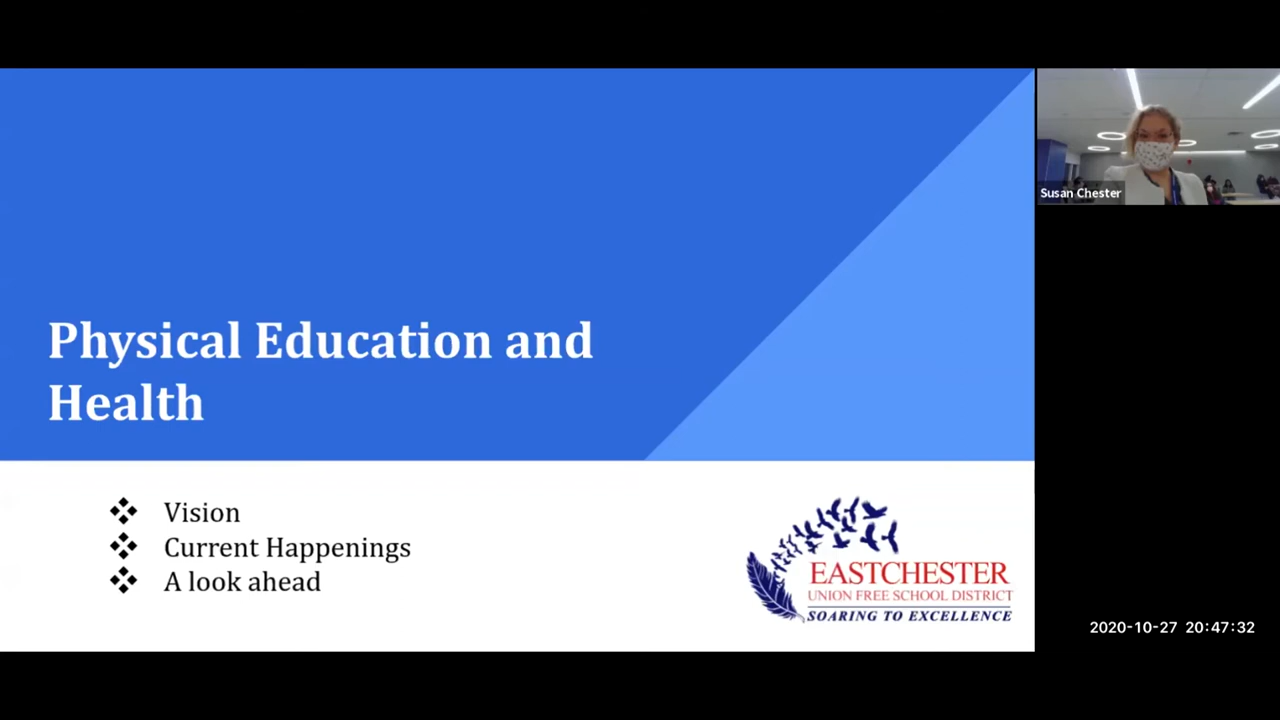 Physical Education and
Health
Vision
Current Happenings
A look ahead
EASTCHESTER
UNION FREE SCHOOL DISTRICT
SOARING TO EXCELLENCE
Susan Chester
2020-10-27 20:47:32